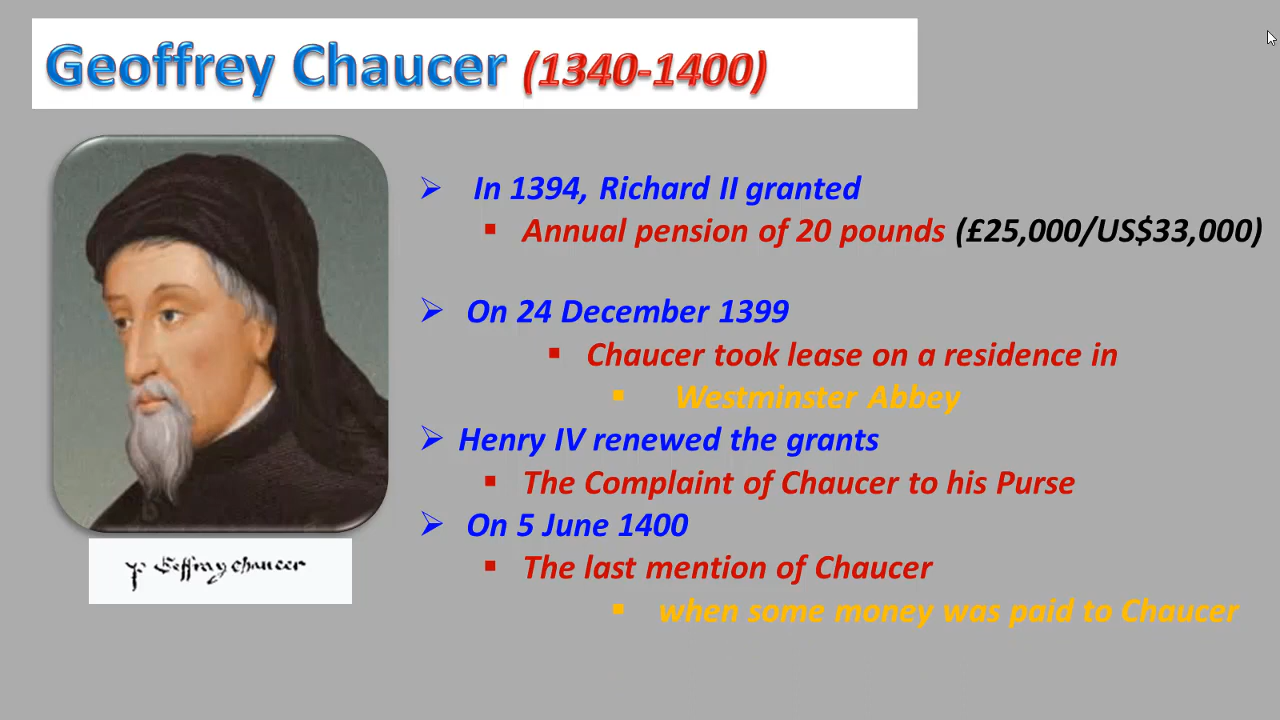 Geoffrey Chaucer (1340-1400)
In 1394, Richard II granted
Annual pension of 20 pounds (£25,000/US$33,000)
On 24 December 1399
Chaucer took lease on a residence in
Westminster Abbey
Henry IV renewed the grants
The Complaint of Chaucer to his Purse
On 5 June 1400
The last mention of Chaucer
when some money was paid to Chaucer
Geffray chaucer